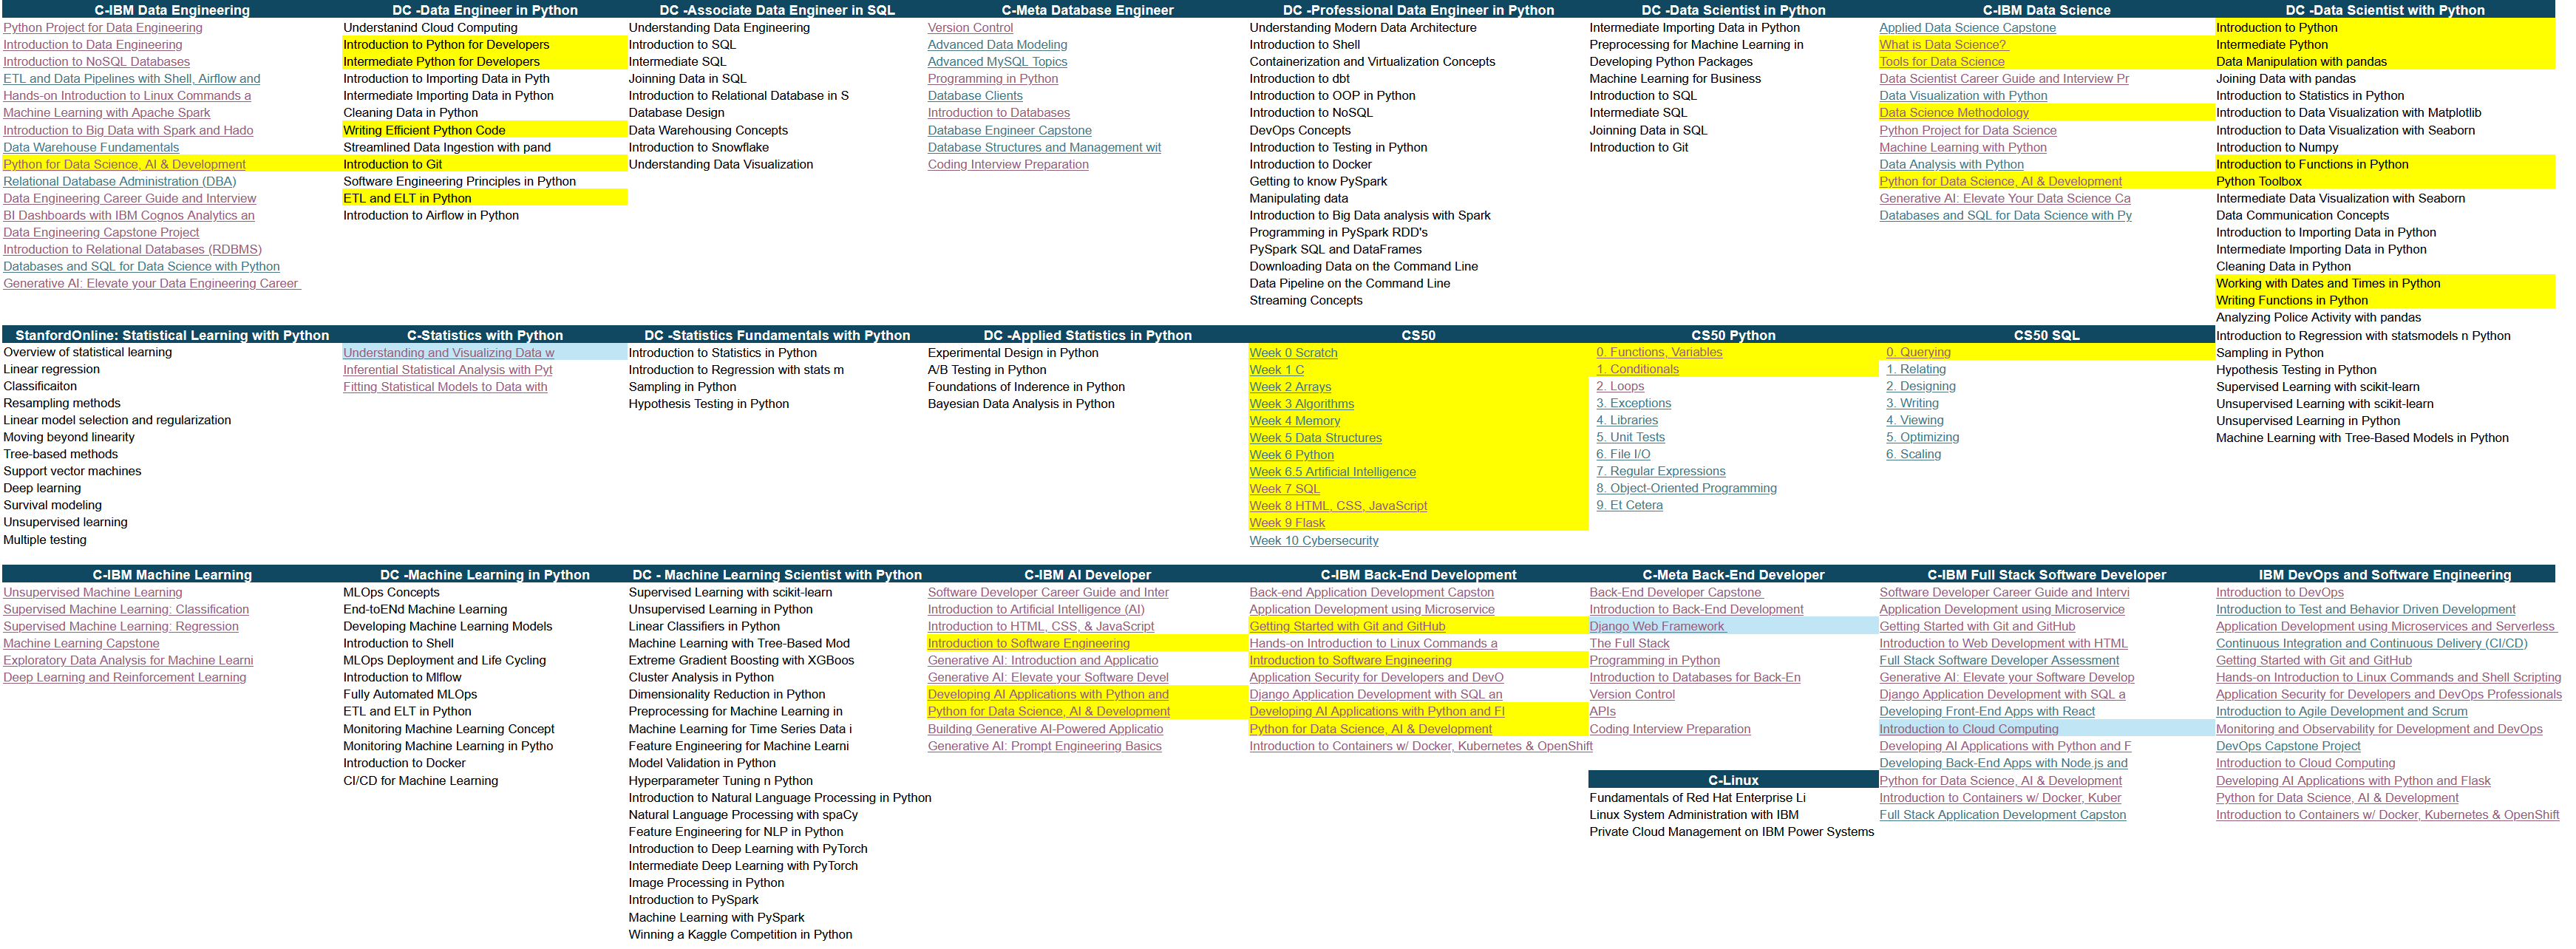 C-IBM Data Engineering
Python Project for Data Engineering
Introduction to Data Engineering
Introduction to NoSQL Databases
ETL and Data Pipelines with Shell, Airflow and
Hands-on Introduction to Linux Commands a
Machine Learning with Apache Spark
Introduction to Big Data with Spark and Hado
Data Warehouse Fundamentals
Python for Data Science, AI & Development
Relational Database Administration (DBA)
Data Engineering Career Guide and Interview
BI Dashboards with IBM Cognos Analytics an
Data Engineering Capstone Project
Introduction to Relational Databases (RDBMS)
Databases and SQL for Data Science with Python
Generative AI: Elevate your Data Engineering Career
DC -Data Engineer in Python
Understanind Cloud Computing
Introduction to Python for Developers
Intermediate Python for Developers
Introduction to Importing Data in Pyth
Intermediate Importing Data in Python
Cleaning Data in Python
Writing Efficient Python Code
Streamlined Data Ingestion with pand
Introduction to Git
Software Engineering Principles in Python
ETL and ELT in Python
Introduction to Airflow in Python
DC -Associate Data Engineer in SQL
Understanding Data Engineering
Introduction to SQL
Intermediate SQL
Joinning Data in SQL
Introduction to Relational Database in S
Database Design
Data Warehousing Concepts
Introduction to Snowflake
Understanding Data Visualization
C-Meta Database Engineer
Version Control
Advanced Data Modeling
Advanced MySQL Topics
Programming in Python
Database Clients
Introduction to Databases
Database Engineer Capstone
Database Structures and Management wit
Coding Interview Preparation
DC -Professional Data Engineer in Python
Understanding Modern Data Architecture
Introduction to Shell
Containerization and Virtualization Concepts
Introduction to dbt
Introduction to OOP in Python
Introduction to NoSQL
DevOps Concepts
Introduction to Testing in Python
Introduction to Docker
Getting to know PySpark
Manipulating data
Introduction to Big Data analysis with Spark
Programming in PySpark RDD's
PySpark SQL and DataFrames
Downloading Data on the Command Line
Data Pipeline on the Command Line
Streaming Concepts
DC -Data Scientist in Python
Intermediate Importing Data in Python
Preprocessing for Machine Learning in
Developing Python Packages
Machine Learning for Business
Introduction to SQL
Intermediate SQL
Joinning Data in SQL
Introduction to Git
C-IBM Data Science
Applied Data Science Capstone
What is Data Science?
Tools for Data Science
Data Scientist Career Guide and Interview Pr
Data Visualization with Python
Data Science Methodology
Python Project for Data Science
Machine Learning with Python
Data Analysis with Python
Python for Data Science, AI & Development
Generative AI: Elevate Your Data Science Ca
Databases and SQL for Data Science with Py
DC -Data Scientist with Python
Introduction to Python
Intermediate Python
Data Manipulation with pandas
Joining Data with pandas
Introduction to Statistics in Python
Introduction to Data Visualization with Matplotlib
Introduction to Data Visualization with Seaborn
Introduction to Numpy
Introduction to Functions in Python
Python Toolbox
Intermediate Data Visualization with Seaborn
Data Communication Concepts
Introduction to Importing Data in Python
Intermediate Importing Data in Python
Cleaning Data in Python
Working with Dates and Times in Python
Writing Functions in Python
Analyzing Police Activity with pandas
Introduction to Regression with statsmodels n Python
Sampling in Python
Hypothesis Testing in Python
Supervised Learning with scikit-learn
Unsupervised Learning with scikit-learn
Unsupervised Learning in Python
Machine Learning with Tree-Based Models in Python
StanfordOnline: Statistical Learning with Python
Overview of statistical learning
Linear regression
Classificaiton
Resampling methods
Linear model selection and regularization
Moving beyond linearity
Tree-based methods
Support vector machines
Deep learning
Survival modeling
Unsupervised learning
Multiple testing
C-Statistics with Python
Understanding and Visualizing Data w
Inferential Statistical Analysis with Pyt
Fitting Statistical Models to Data with
DC -Statistics Fundamentals with Python
Introduction to Statistics in Python
Introduction to Regression with stats m
Sampling in Python
Hypothesis Testing in Python
DC -Applied Statistics in Python
Experimental Design in Python
A/B Testing in Python
Foundations of Inderence in Python
Bayesian Data Analysis in Python
CS50
Week 0 Scratch
Week 1 C
Week 2 Arrays
Week 3 Algorithms
Week 4 Memory
Week 5 Data Structures
Week 6 Python
Week 6.5 Artificial Intelligence
Week 7 SQL
Week 8 HTML, CSS, JavaScript
Week 9 Flask
Week 10 Cybersecurity
CS50 Python
0. Functions, Variables
1. Conditionals
2. Loops
3. Exceptions
4. Libraries
5. Unit Tests
6. File I/O
7. Regular Expressions
8. Object-Oriented Programming
9. Et Cetera
CS50 SQL
0. Querying
1. Relating
2. Designing
3. Writing
4. Viewing
5. Optimizing
6. Scaling
C-IBM Machine Learning
Unsupervised Machine Learning
Supervised Machine Learning: Classification
Supervised Machine Learning: Regression
Machine Learning Capstone
Exploratory Data Analysis for Machine Learni
Deep Learning and Reinforcement Learning
DC -Machine Learning in Python
MLOps Concepts
End-toENd Machine Learning
Developing Machine Learning Models
Introduction to Shell
MLOps Deployment and Life Cycling
Introduction to Mlflow
Fully Automated MLOps
ETL and ELT in Python
Monitoring Machine Learning Concept
Monitoring Machine Learning in Pytho
Introduction to Docker
CI/CD for Machine Learning
DC - Machine Learning Scientist with Python
Supervised Learning with scikit-learn
Unsupervised Learning in Python
Linear Classifiers in Python
Machine Learning with Tree-Based Mod
Extreme Gradient Boosting with XGBoos
Cluster Analysis in Python
Dimensionality Reduction in Python
Preprocessing for Machine Learning in
Machine Learning for Time Series Data i
Feature Engineering for Machine Learni
Model Validation in Python
Hyperparameter Tuning n Python
Introduction to Natural Language Processing in Python
Natural Language Processing with spaCy
Feature Engineering for NLP in Python
Introduction to Deep Learning with PyTorch
Intermediate Deep Learning with PyTorch
Image Processing in Python
Introduction to PySpark
Machine Learning with PySpark
Winning a Kaggle Competition in Python
C-IBM AI Developer
Software Developer Career Guide and Inter
Introduction to Artificial Intelligence (AI)
Introduction to HTML, CSS, & JavaScript
Introduction to Software Engineering
Generative AI: Introduction and Applicatio
Generative AI: Elevate your Software Devel
Developing AI Applications with Python and
Python for Data Science, AI & Development
Building Generative AI-Powered Applicatio
Generative AI: Prompt Engineering Basics
C-IBM Back-End Development
Back-end Application Development Capston
Application Development using Microservice
Getting Started with Git and GitHub
Hands-on Introduction to Linux Commands a
Introduction to Software Engineering
Application Security for Developers and DevO
Django Application Development with SQL an
Developing AI Applications with Python and Fl
Python for Data Science, AI & Development
Introduction to Containers w/ Docker, Kubernetes & OpenShift
C-Meta Back-End Developer
Back-End Developer Capstone
Introduction to Back-End Development
Django Web Framework
The Full Stack
Programming in Python
Introduction to Databases for Back-En
Version Control
APIs
Coding Interview Preparation
C-Linux
Fundamentals of Red Hat Enterprise Li
Linux System Administration with IBM
Private Cloud Management on IBM Power Systems
C-IBM Full Stack Software Developer
Software Developer Career Guide and Intervi
Application Development using Microservice
Getting Started with Git and GitHub
Introduction to Web Development with HTML
Full Stack Software Developer Assessment
Generative AI: Elevate your Software Develop
Django Application Development with SQL a
Developing Front-End Apps with React
Introduction to Cloud Computing
Developing AI Applications with Python and F
Developing Back-End Apps with Node.js and
Python for Data Science, AI & Development
Introduction to Containers w/ Docker, Kuber
Full Stack Application Development Capston
IBM DevOps and Software Engineering
Introduction to DevOps
Introduction to Test and Behavior Driven Development
Application Development using Microservices and Serverless
Continuous Integration and Continuous Delivery (CI/CD)
Getting Started with Git and GitHub
Hands-on Introduction to Linux Commands and Shell Scripting
Application Security for Developers and DevOps Professionals
Introduction to Agile Development and Scrum
Monitoring and Observability for Development and DevOps
DevOps Capstone Project
Introduction to Cloud Computing
Developing AI Applications with Python and Flask
Python for Data Science, AI & Development
Introduction to Containers w/ Docker, Kubernetes & OpenShift